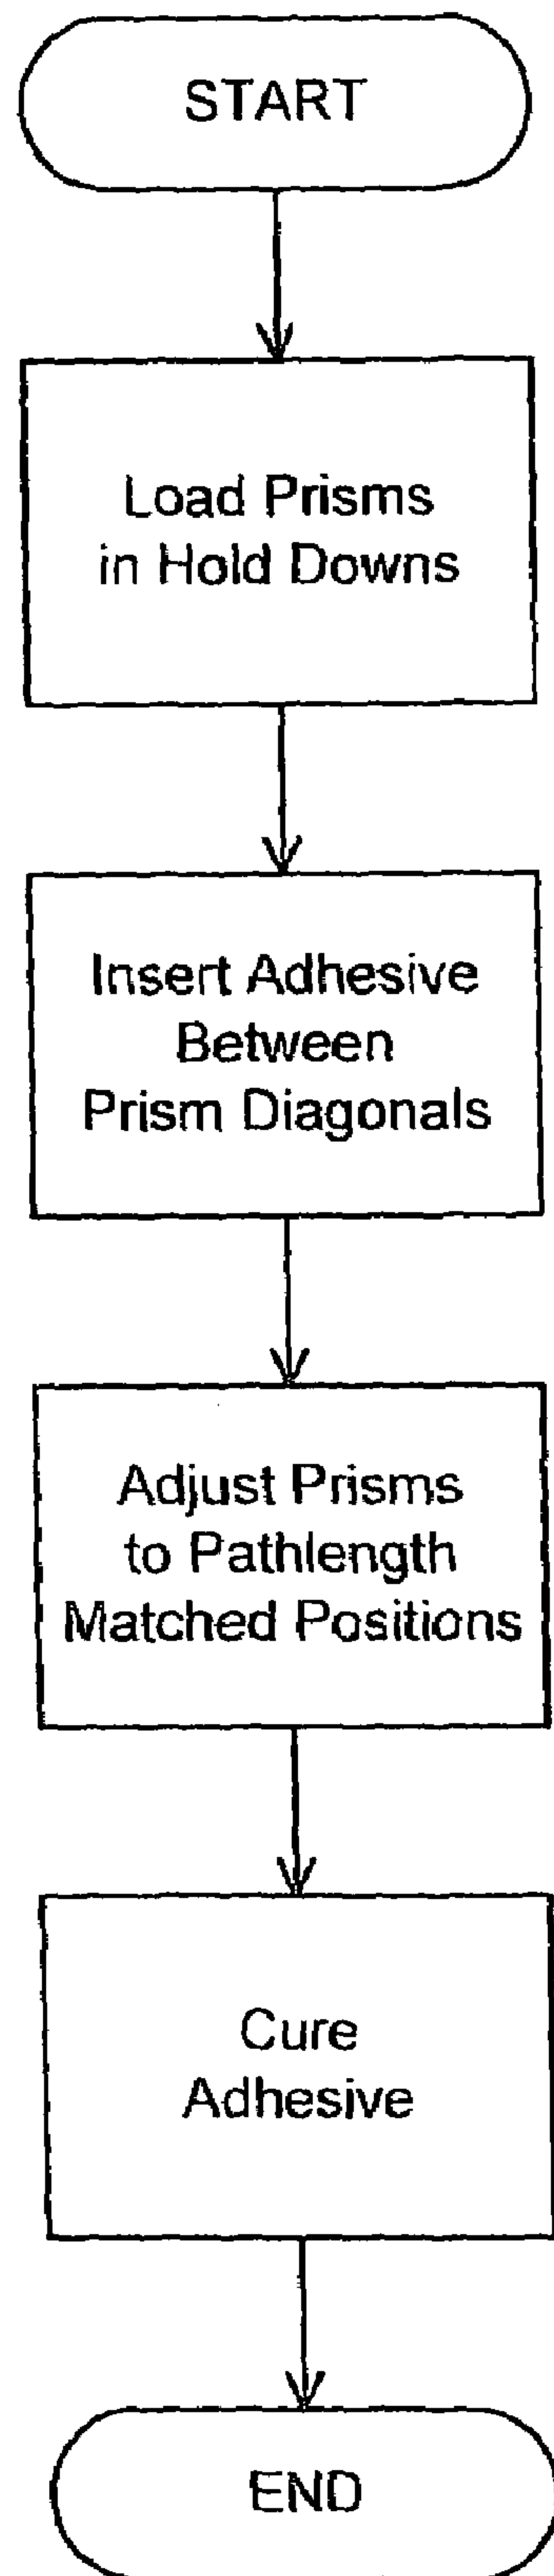 START
Load Prisms
in Hold Downs
Insert Adhesive
Between
Prism Diagonals
Adjust Prisms
to Pathlength
Matched Positions
Cure
Adhesive
END